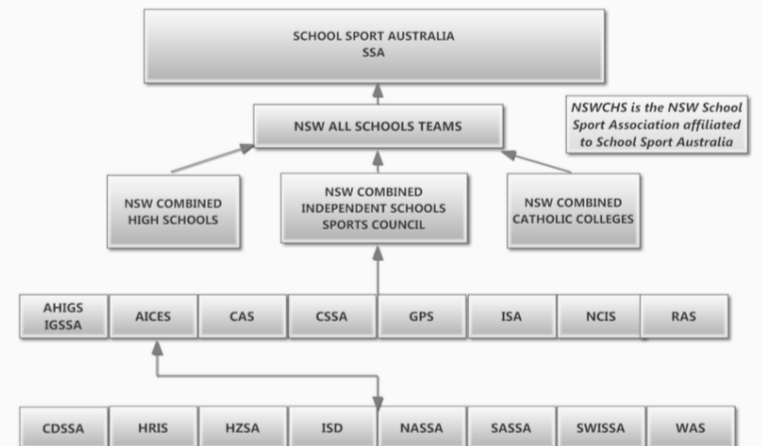 SCHOOL SPORT AUSTRALIA
SSA
NSW ALL SCHOOLS TEAMS
NSWCHS is the NSW School
Sport Association affiliated
to School Sport Australia
NSW COMBINED
HIGH SCHOOLS
NSW COMBINED
INDEPENDENT SCHOOLS
SPORTS COUNCIL
NSW COMBINED
CATHOLIC COLLEGES
AHIGS
IGSSA
AICES
CAS
CSSA
GPS
ISA
NCIS
RAS
CDSSA
HRIS
HZSA
ISD
NASSA
SASSA
SWISSA
WAS